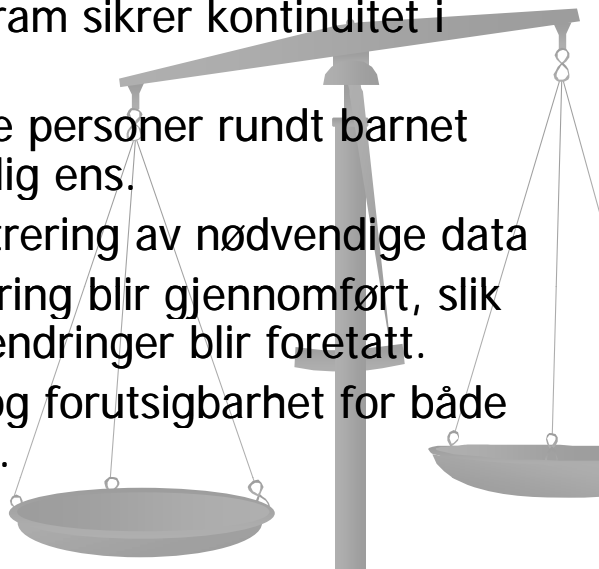 ram sikrer kontinuitet i
e personer rundt barnet
lig ens.
trering av nødvendige data
ring blir gjennomført, slik
endringer blir foretatt.
og forutsigbarhet for både
.